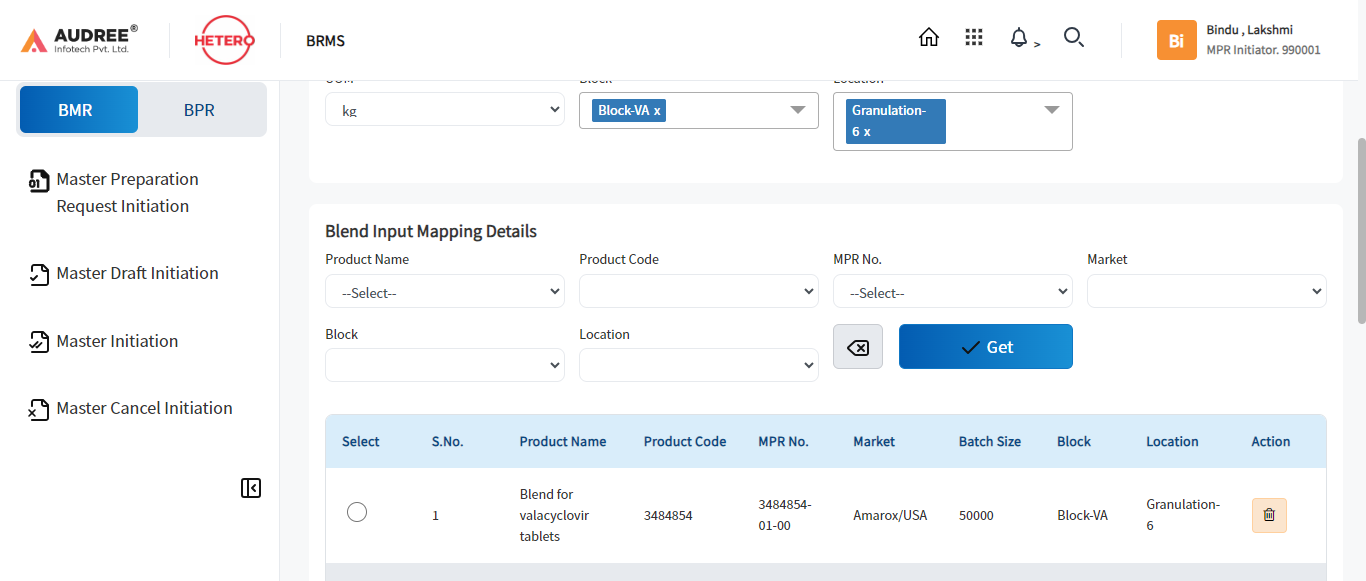 AUDREE®
Infotech Pvt. Ltd.
HETERO
BRMS
>
Bi
Bindu , Lakshmi
MPR Initiator. 990001
BMR
BPR
Master Preparation
Request Initiation
Master Draft Initiation
Master Initiation
Master Cancel Initiation
kg
Block-VA x
Granulation-
6 x
Blend Input Mapping Details
Product Name
Product Code
MPR No.
Market
--Select--
--Select--
Block
Location
Get
Select S.No. Product Name Product Code MPR No. Market Batch Size Block Location Action
1
Blend for
valacyclovir
tablets
3484854
3484854-
01-00
Amarox/USA
50000
Block-VA
Granulation-
6